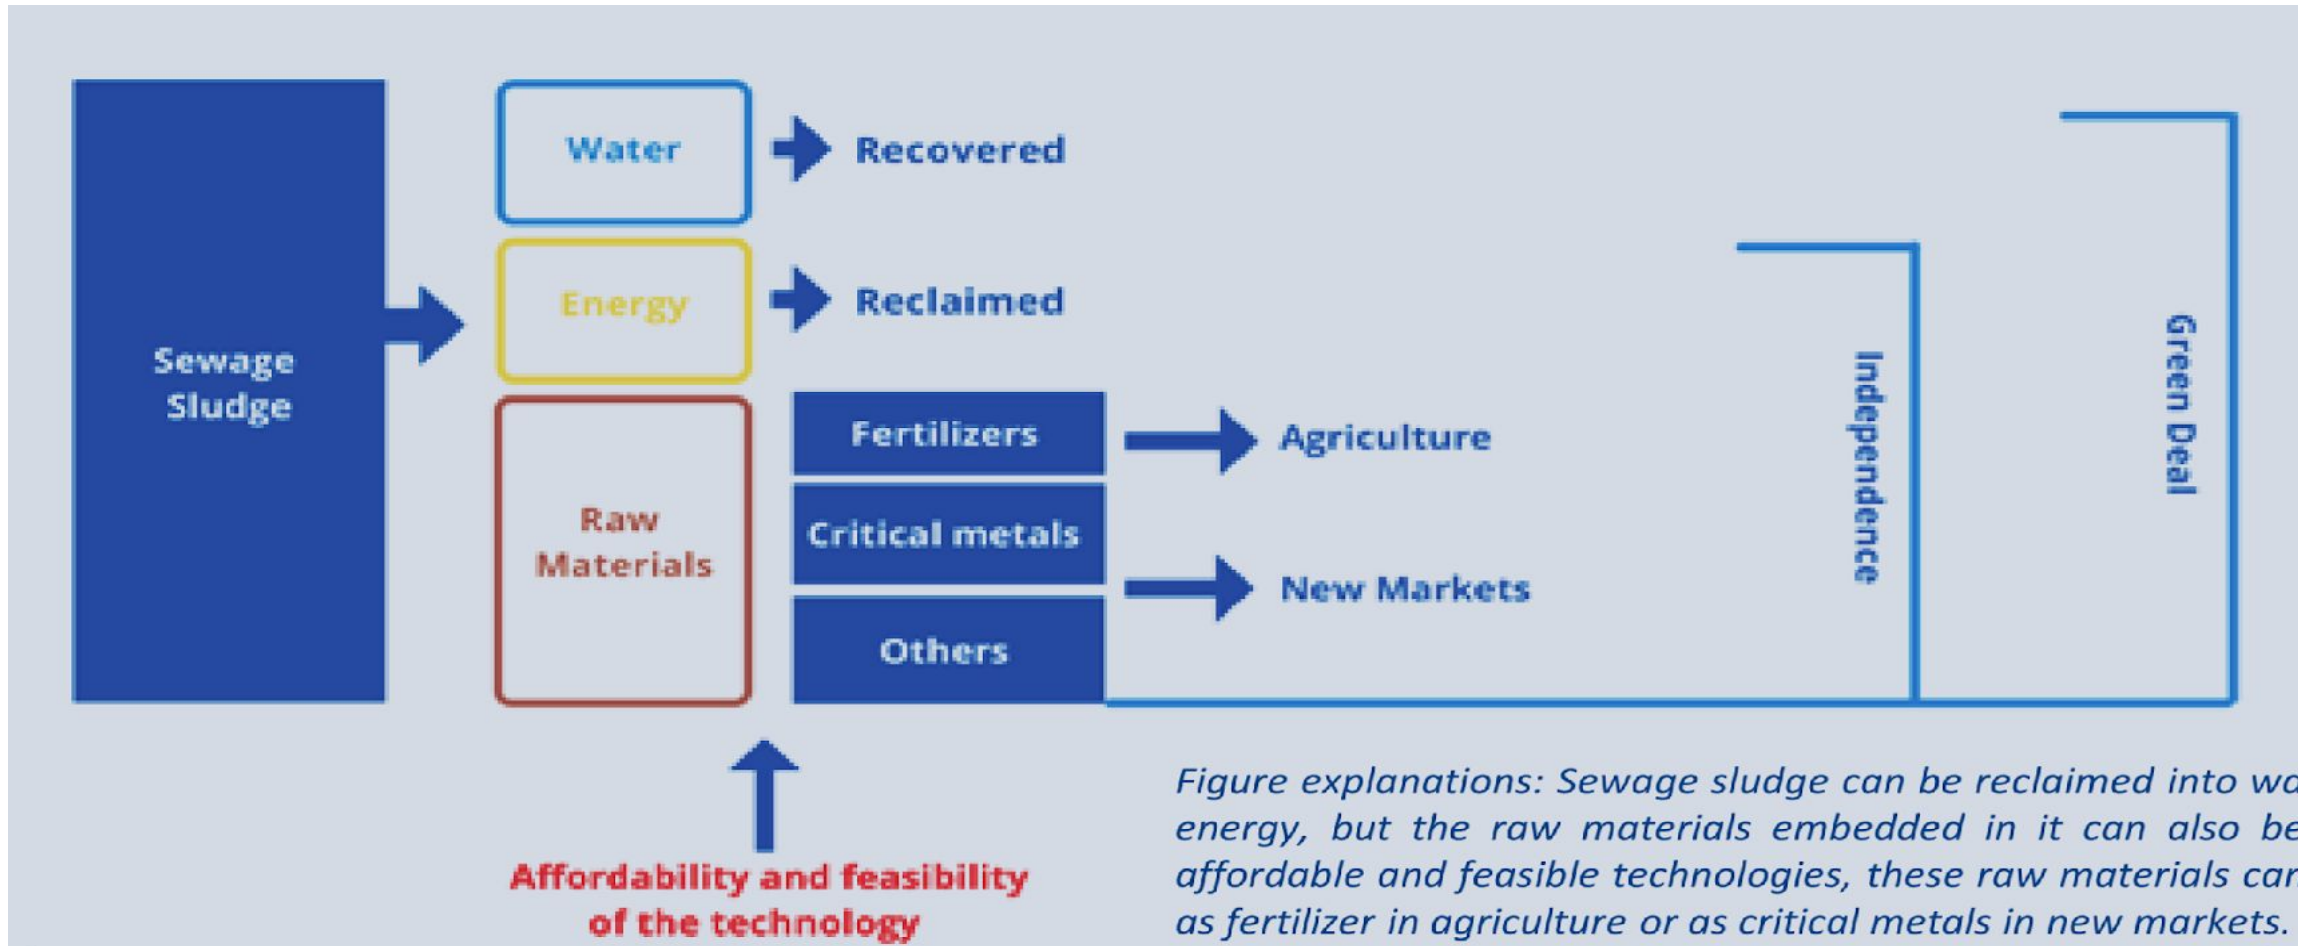 Sewage
Sludge
Water
Recovered
Energy
Reclaimed
Raw
Materials
Fertilizers
Critical metals
Others
Agriculture
New Markets
Independence
Green Deal
Affordability and feasibility
of the technology
Figure explanations: Sewage sludge can be reclaimed into
energy, but the raw materials embedded in it can also be
affordable and feasible technologies, these raw materials can
as fertilizer in agriculture or as critical metals in new markets.